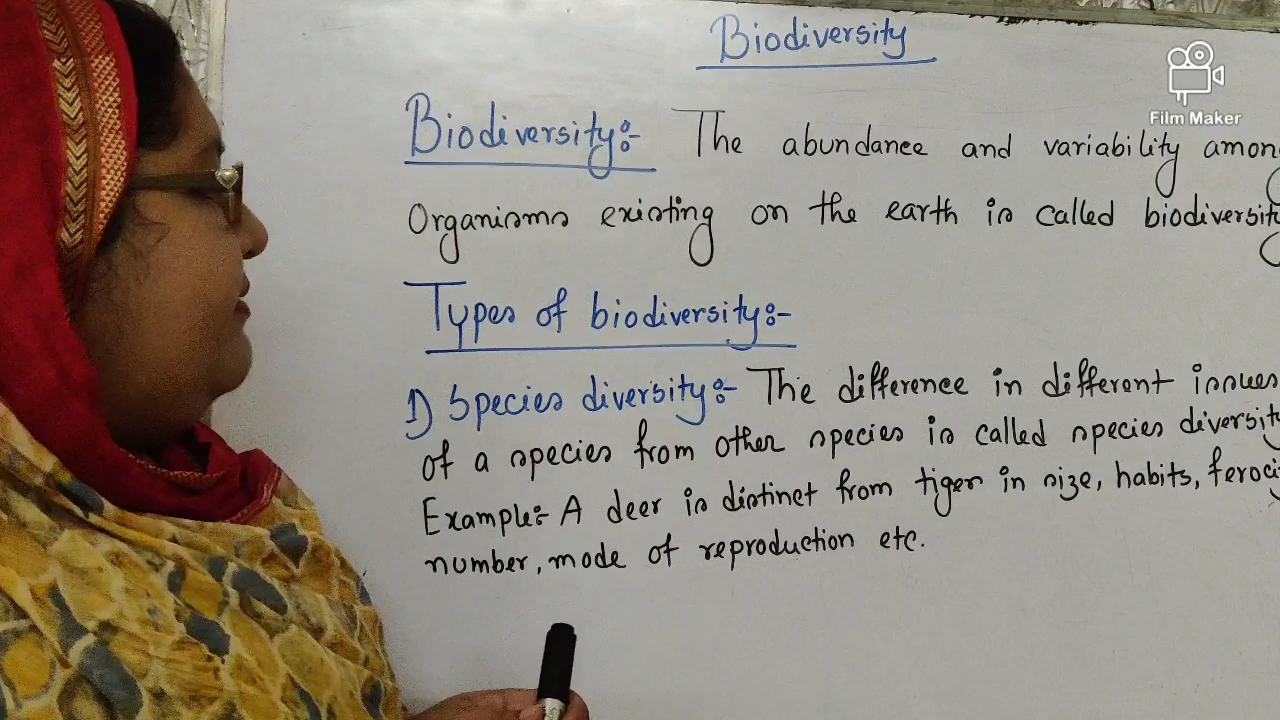 Biodiversity
Film Maker
Biodiversity:- The abundance and variability among
Organisms existing on the earth is called biodiversity
Types of biodiversity:-
1) Species diversity:- The difference in different issues
of a species from other species is called species diversity
Example:- A deer is distinct from tiger in size, habits, feroci
number, mode of reproduction etc.